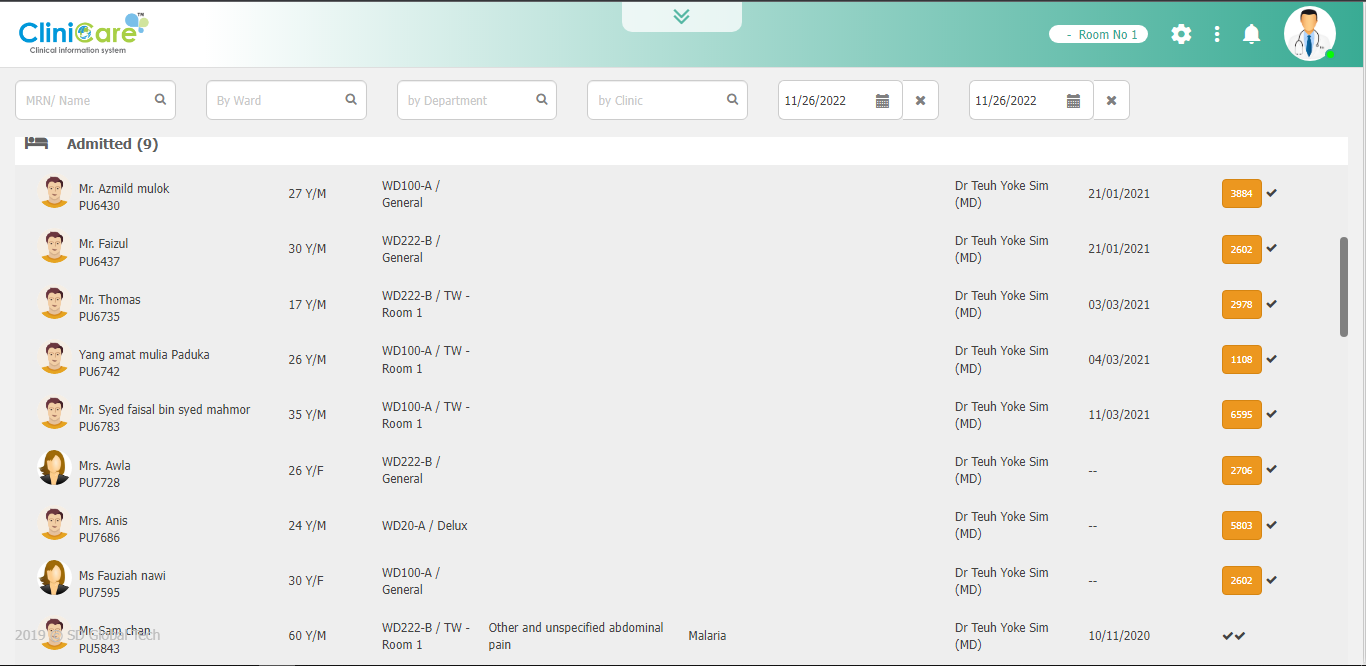 CliniCare™
Clinical information system
- Room No 1
MRN/ Name
By Ward
by Department
by Clinic
11/26/2022
11/26/2022
Admitted (9)
Mr. Azmild mulok
PU6430
27 Y/M
WD100-A /
General
Dr Teuh Yoke Sim
(MD)
21/01/2021
3884
Mr. Faizul
PU6437
30 Y/M
WD222-B /
General
Dr Teuh Yoke Sim
(MD)
21/01/2021
2602
Mr. Thomas
PU6735
17 Y/M
WD222-B / TW -
Room 1
Dr Teuh Yoke Sim
(MD)
03/03/2021
2978
Yang amat mulia Paduka
PU6742
26 Y/M
WD100-A / TW -
Room 1
Dr Teuh Yoke Sim
(MD)
04/03/2021
1108
Mr. Syed faisal bin syed mahmor
PU6783
35 Y/M
WD100-A / TW -
Room 1
Dr Teuh Yoke Sim
(MD)
11/03/2021
6595
Mrs. Awla
PU7728
26 Y/F
WD222-B /
General
Dr Teuh Yoke Sim
(MD)
--
2706
Mrs. Anis
PU7686
24 Y/M
WD20-A / Delux
Dr Teuh Yoke Sim
(MD)
--
5803
Ms Fauziah nawi
PU7595
30 Y/F
WD100-A /
General
Dr Teuh Yoke Sim
(MD)
--
2602
Mr. Sam chan
PU5843
60 Y/M
WD222-B / TW -
Room 1
Other and unspecified abdominal
pain
Malaria
Dr Teuh Yoke Sim
(MD)
10/11/2020
2019 © SD Global Tech